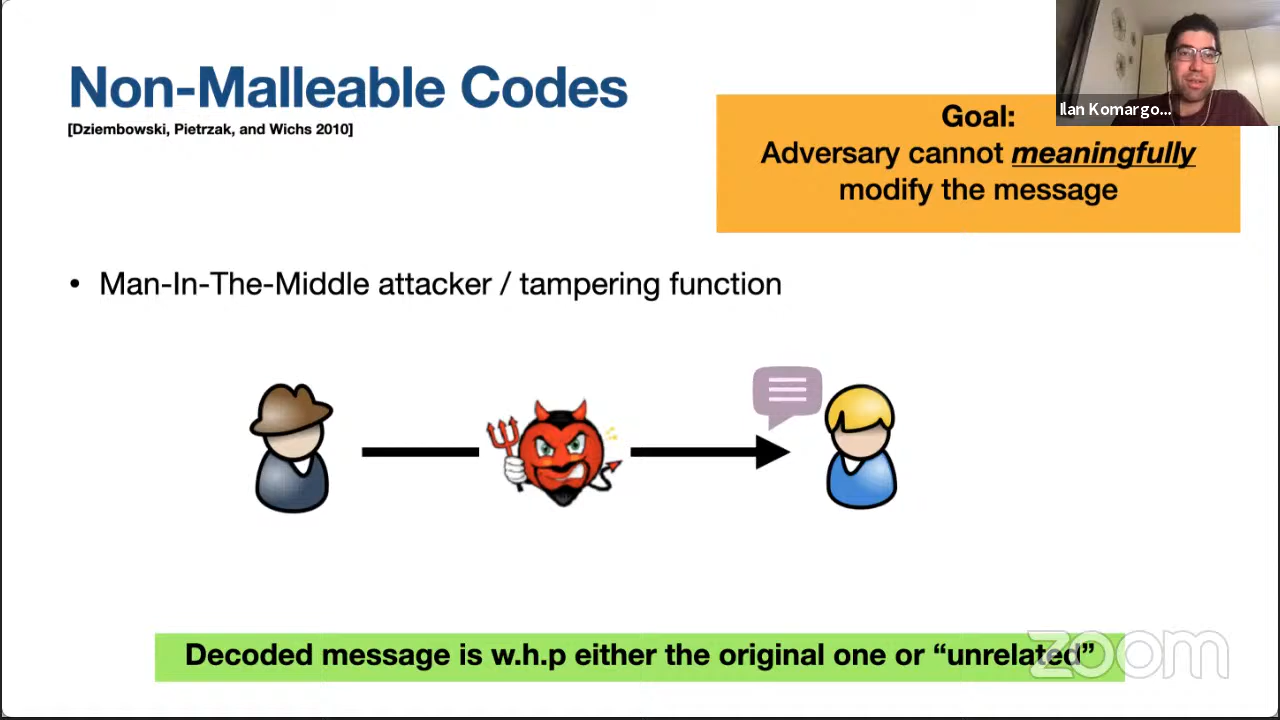 Non-Malleable Codes
[Dziembowski, Pietrzak, and Wichs 2010]
Ilan Komargo...
Goal:
Adversary cannot meaningfully
modify the message
• Man-In-The-Middle attacker / tampering function
Decoded message is w.h.p either the original one or “unrelated”
zoom